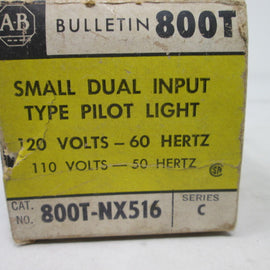 A-B BULLETIN 800T
SMALL DUAL INPUT
TYPE PILOT LIGHT
120 VOLTS - 60 HERTZ
110 VOLTS - 50 HERTZ
CAT. NO. 800T-NX516 SERIES C